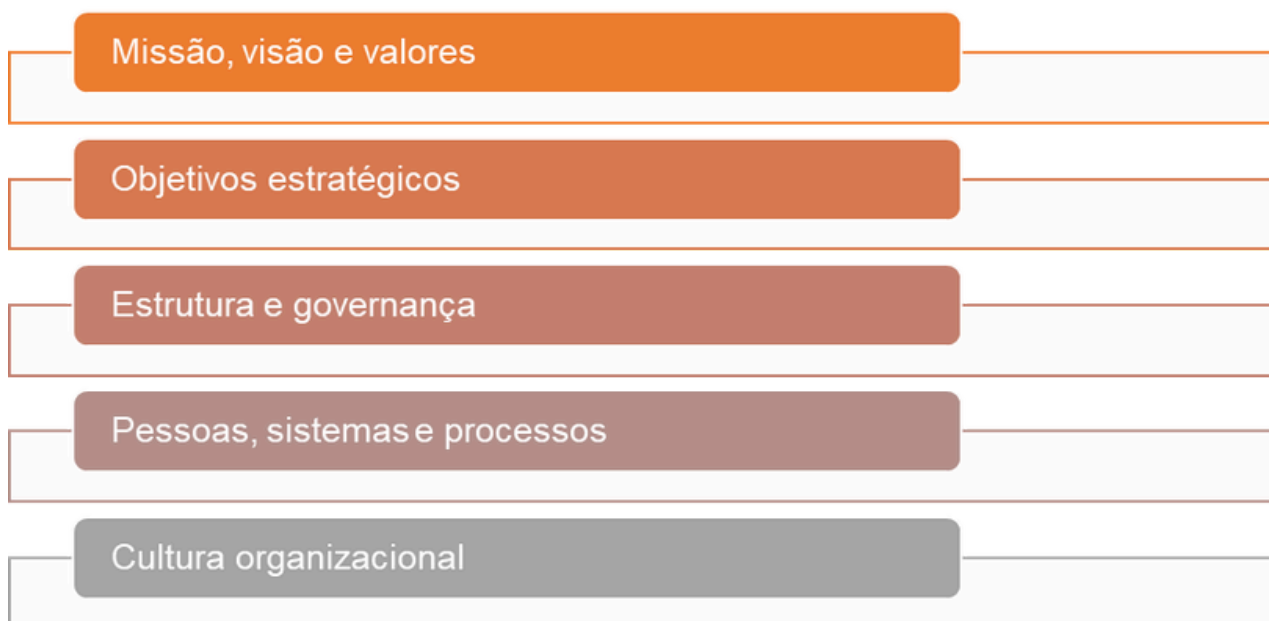 Missão, visão e valores
Objetivos estratégicos
Estrutura e governança
Pessoas, sistemas e processos
Cultura organizacional